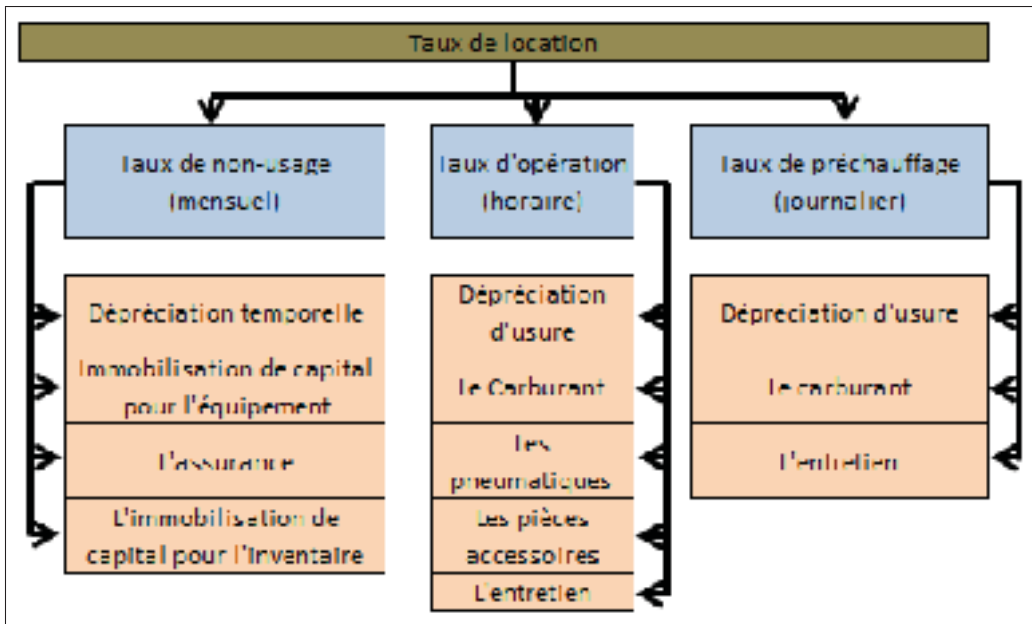 Taux de location
Taux de non-usage
(mensuel)
Dépréciation temporelle
Immobilisation de capital
pour l'équipement
L'assurance
L'immobilisation de
capital pour l'inventaire
Taux d'opération
(horaire)
Dépréciation
d'usure
Le Carburant
Les
pneumatiques
Les pièces
accessoires
L'entretien
Taux de préchauffage
(journalier)
Dépréciation d'usure
Le carburant
L'entretien